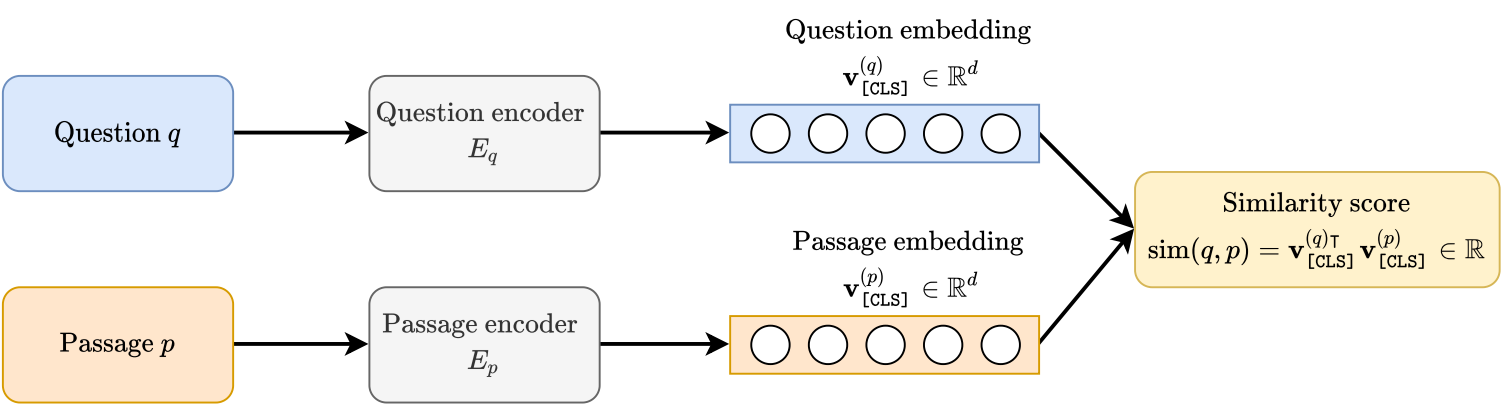 Question q
Question encoder
E_q
Question embedding
v_[CLS]^(q) ∈ ℝ^d
Passage p
Passage encoder
E_p
Passage embedding
v_[CLS]^(p) ∈ ℝ^d
Similarity score
sim(q, p) = v_[CLS]^(q)⊤ v_[CLS]^(p) ∈ ℝ